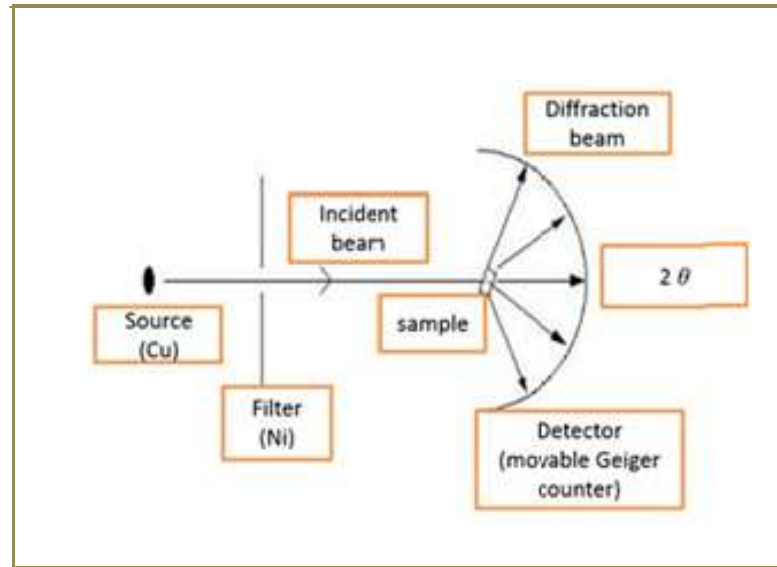 Diffraction
beam
Incident
beam
2 θ
Source
(Cu)
sample
Filter
(Ni)
Detector
(movable Geiger
counter)